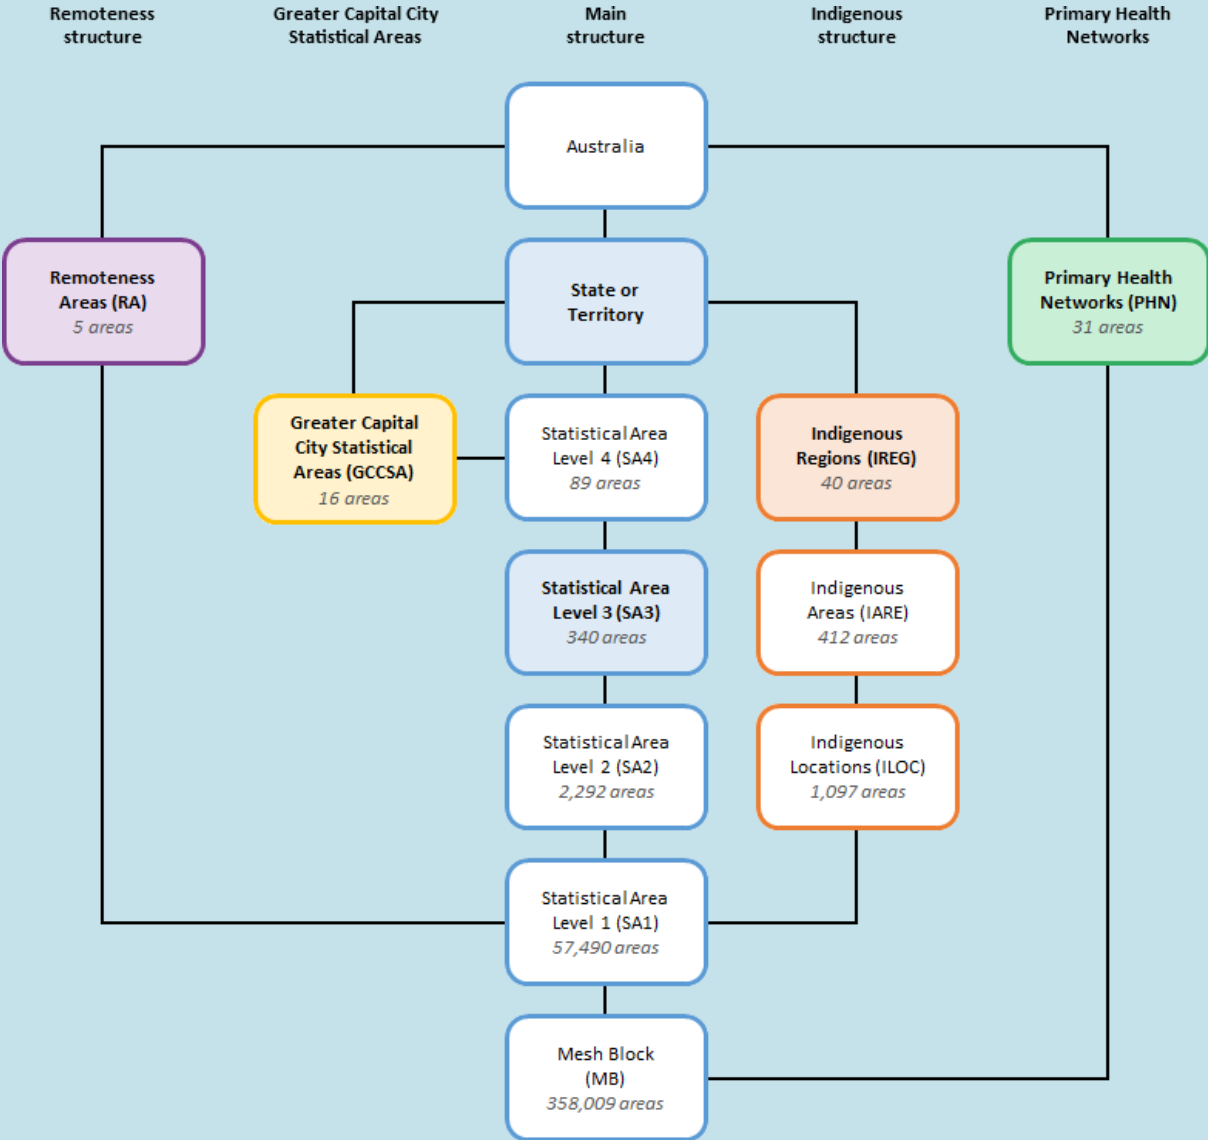 Remoteness
structure
Greater Capital City
Statistical Areas
Main
structure
Indigenous
structure
Primary Health
Networks
Australia
Remoteness
Areas (RA)
5 areas
State or
Territory
Primary Health
Networks (PHN)
31 areas
Greater Capital
City Statistical
Areas (GCCSA)
16 areas
Statistical Area
Level 4 (SA4)
89 areas
Indigenous
Regions (IREG)
40 areas
Statistical Area
Level 3 (SA3)
340 areas
Indigenous
Areas (IARE)
412 areas
Statistical Area
Level 2 (SA2)
2,292 areas
Indigenous
Locations (ILOC)
1,097 areas
Statistical Area
Level 1 (SA1)
57,490 areas
Mesh Block
(MB)
358,009 areas